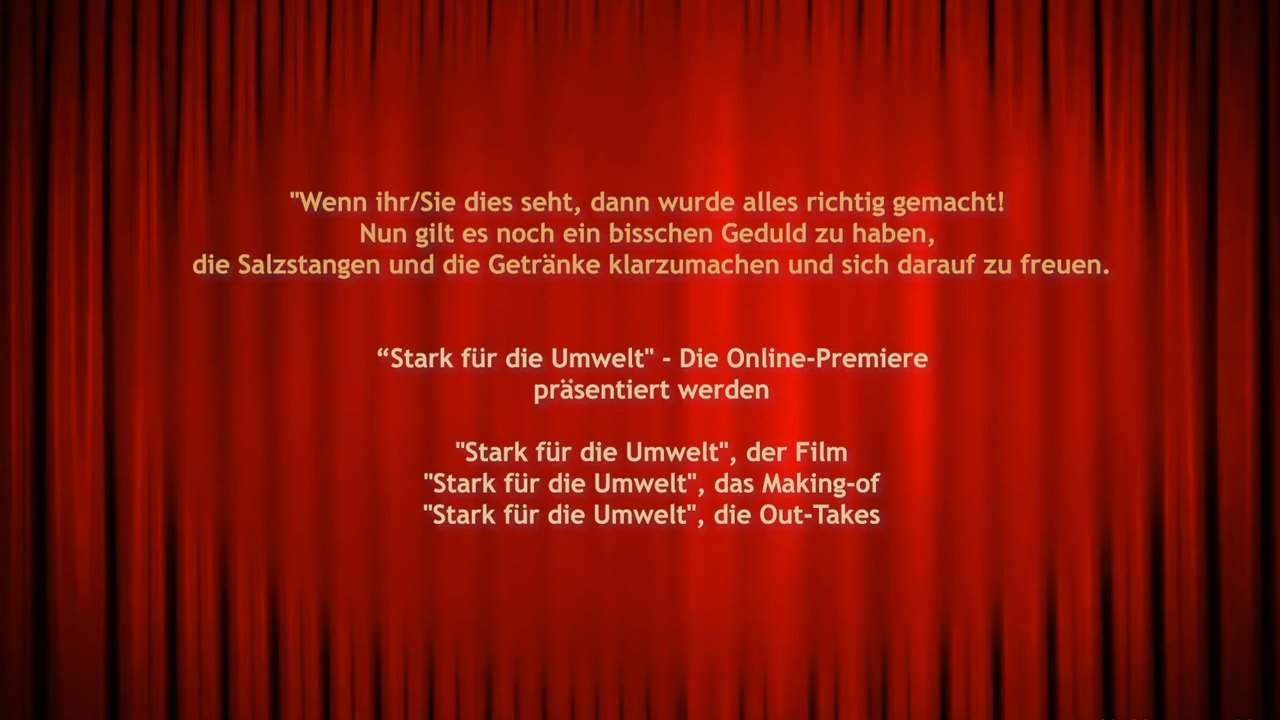 "Wenn ihr/Sie dies seht, dann wurde alles richtig gemacht!
Nun gilt es noch ein bisschen Geduld zu haben,
die Salzstangen und die Getränke klarzumachen und sich darauf zu freuen.
“Stark für die Umwelt" - Die Online-Premiere
präsentiert werden
"Stark für die Umwelt", der Film
"Stark für die Umwelt", das Making-of
"Stark für die Umwelt", die Out-Takes